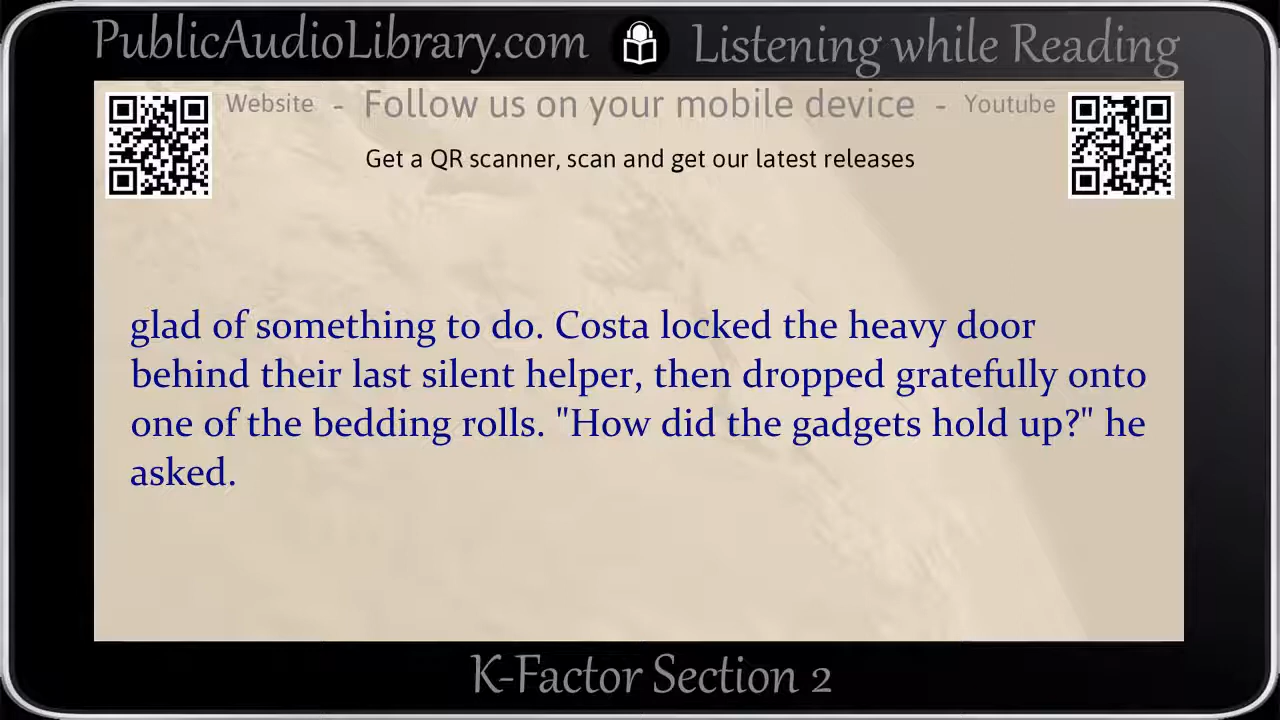 PublicAudioLibrary.com Listening while Reading
Website - Follow us on your mobile device - Youtube
Get a QR scanner, scan and get our latest releases
glad of something to do. Costa locked the heavy door
behind their last silent helper, then dropped gratefully onto
one of the bedding rolls. "How did the gadgets hold up?" he
asked.
K-Factor Section 2